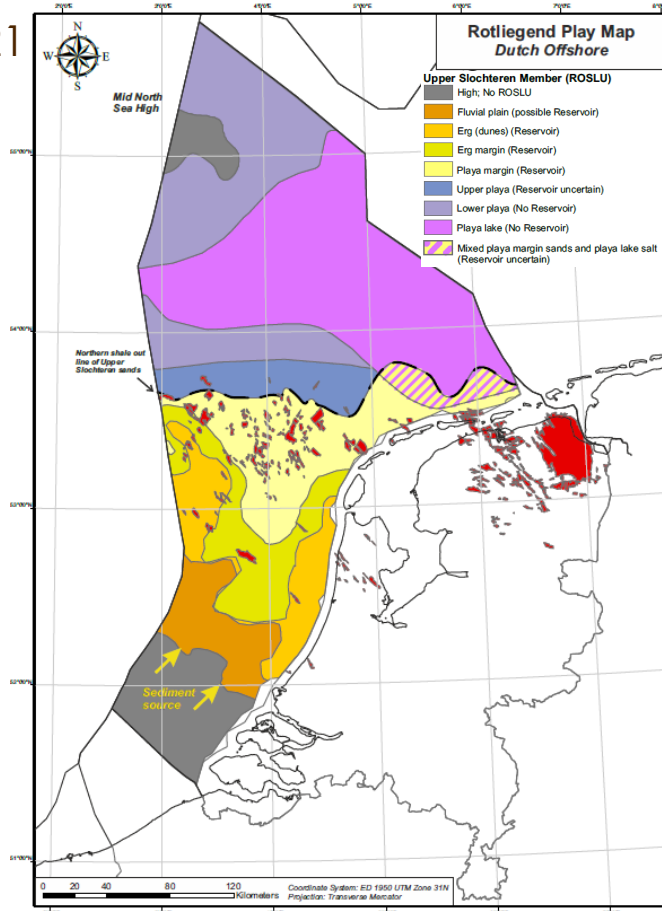 1
Rotliegend Play Map
Dutch Offshore
N
W
E
S
Mid North
Sea High
Upper Slochteren Member (ROSLU)
High; No ROSLU
Fluvial plain (possible Reservoir)
Erg (dunes) (Reservoir)
Erg margin (Reservoir)
Playa margin (Reservoir)
Upper playa (Reservoir uncertain)
Lower playa (No Reservoir)
Playa lake (No Reservoir)
Mixed playa margin sands and playa lake salt
(Reservoir uncertain)
Northern shale out
line of Upper
Slochteren sands
Sediment
source
0 20 40 80 120
Kilometers
Coordinate System: ED 1950 UTM Zone 31N
Projection: Transverse Mercator